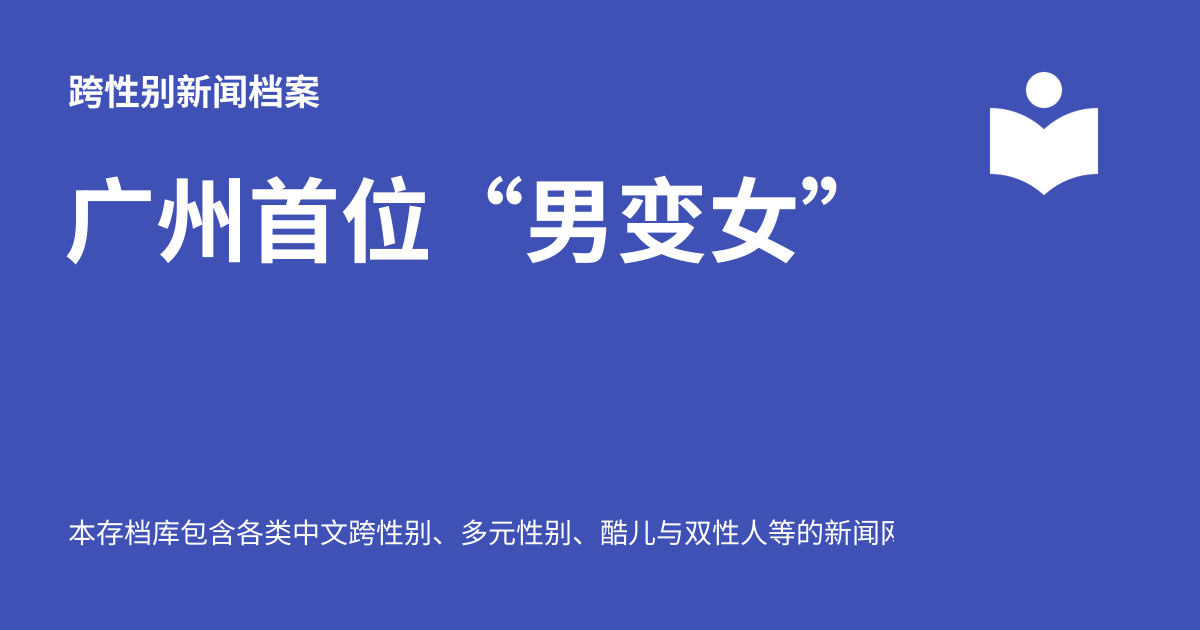 跨性别新闻档案
广州首位“男变女”
本存档库包含各类中文跨性别、多元性别、酷儿与双性人等的新闻